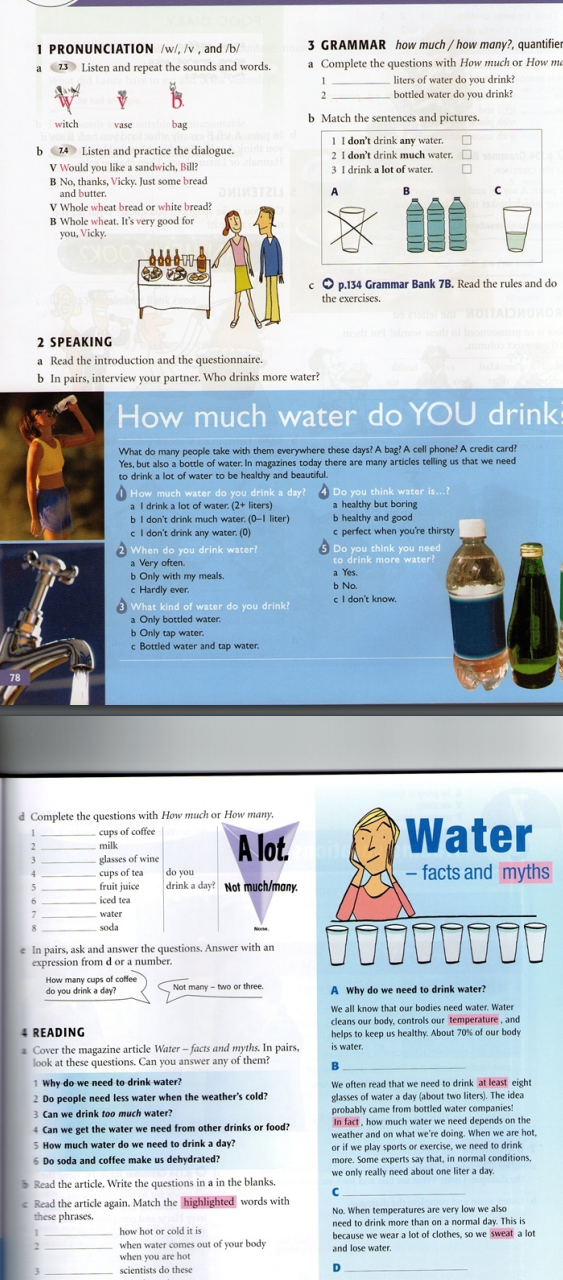 1 PRONUNCIATION /w/, /v , and /b/
a 7.3 Listen and repeat the sounds and words.
W V b
witch vase bag
b 7.4 Listen and practice the dialogue.
V Would you like a sandwich, Bill?
B No, thanks, Vicky. Just some bread
and butter.
V Whole wheat bread or white bread?
B Whole wheat. It's very good for
you, Vicky.
2 SPEAKING
a Read the introduction and the questionnaire.
b In pairs, interview your partner. Who drinks more water?
3 GRAMMAR how much / how many?, quantifier
a Complete the questions with How much or How ma
1 ________ liters of water do you drink?
2 ________ bottled water do you drink?
b Match the sentences and pictures.
1 I don't drink any water.
2 I don't drink much water.
3 I drink a lot of water.
A B C
c p.134 Grammar Bank 7B. Read the rules and do
the exercises.
How much water do YOU drink?
What do many people take with them everywhere these days? A bag? A cell phone? A credit card?
Yes, but also a bottle of water. In magazines today there are many articles telling us that we need
to drink a lot of water to be healthy and beautiful.
1 How much water do you drink a day?
a I drink a lot of water. (2+ liters)
b I don't drink much water. (0–1 liter)
c I don't drink any water. (0)
2 When do you drink water?
a Very often.
b Only with my meals.
c Hardly ever.
3 What kind of water do you drink?
a Only bottled water.
b Only tap water.
c Bottled water and tap water.
4 Do you think water is...?
a healthy but boring
b healthy and good
c perfect when you're thirsty
5 Do you think you need
to drink more water?
a Yes.
b No.
c I don't know.
78
d Complete the questions with How much or How many.
1 ________ cups of coffee
2 ________ milk
3 ________ glasses of wine
4 ________ cups of tea
5 ________ fruit juice
6 ________ iced tea
7 ________ water
8 ________ soda
do you
drink a day?
A lot.
Not much/many.
None.
e In pairs, ask and answer the questions. Answer with an
expression from d or a number.
How many cups of coffee
do you drink a day?
Not many – two or three.
4 READING
a Cover the magazine article Water – facts and myths. In pairs,
look at these questions. Can you answer any of them?
1 Why do we need to drink water?
2 Do people need less water when the weather's cold?
3 Can we drink too much water?
4 Can we get the water we need from other drinks or food?
5 How much water do we need to drink a day?
6 Do soda and coffee make us dehydrated?
b Read the article. Write the questions in a in the blanks.
c Read the article again. Match the highlighted words with
these phrases.
1 ________ how hot or cold it is
2 ________ when water comes out of your body
when you are hot
3 ________ scientists do these
Water
– facts and myths
A Why do we need to drink water?
We all know that our bodies need water. Water
cleans our body, controls our temperature, and
helps to keep us healthy. About 70% of our body
is water.
B ________
We often read that we need to drink at least eight
glasses of water a day (about two liters). The idea
probably came from bottled water companies!
In fact, how much water we need depends on the
weather and on what we're doing. When we are hot,
or if we play sports or exercise, we need to drink
more. Some experts say that, in normal conditions,
we only really need about one liter a day.
C ________
No. When temperatures are very low we also
need to drink more than on a normal day. This is
because we wear a lot of clothes, so we sweat a lot
and lose water.
D ________